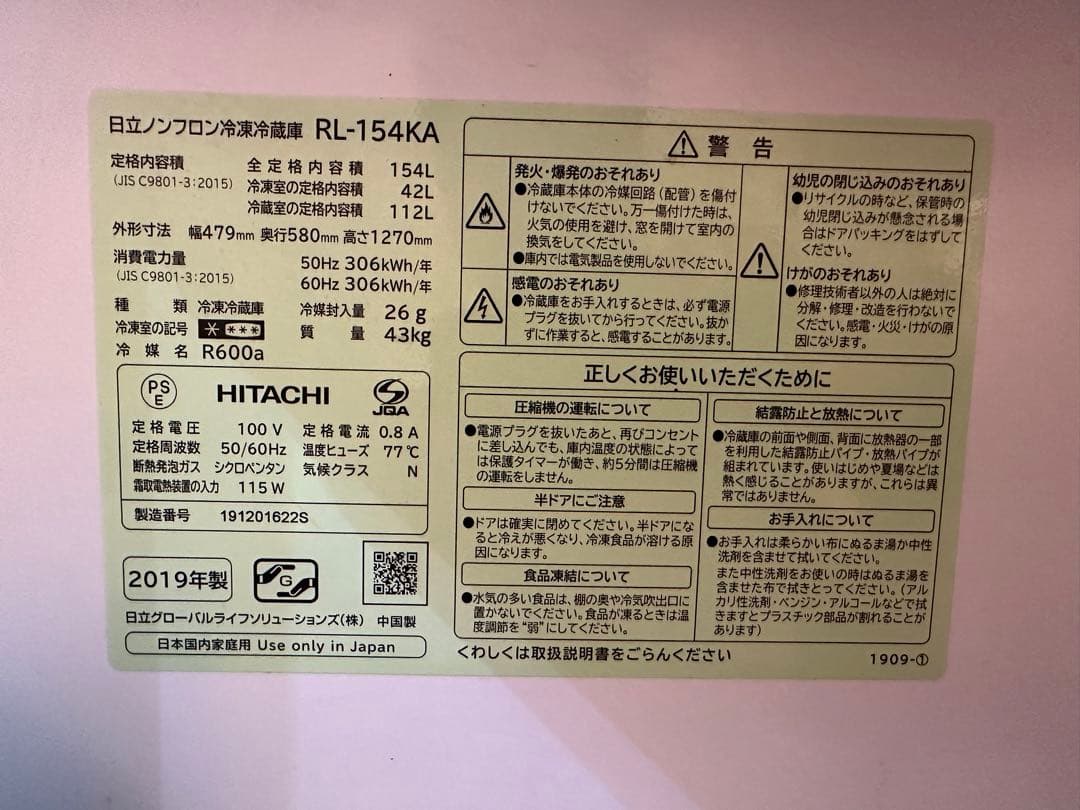 日立ノンフロン冷凍冷蔵庫 RL-154KA
定格内容積 全定格内容積 154L
(JIS C9801-3:2015) 冷凍室の定格内容積 42L
冷蔵室の定格内容積 112L
外形寸法 幅479mm 奥行580mm 高さ1270mm
消費電力量 50Hz 306kWh/年
(JIS C9801-3:2015) 60Hz 306kWh/年
種類 冷凍冷蔵庫 冷媒封入量 26g
冷凍室の記号 質量 43kg
冷媒名 R600a
PS
E
HITACHI
JQA
定格電圧 100V 定格電流 0.8A
定格周波数 50/60Hz 温度ヒューズ 77℃
断熱発泡ガス シクロペンタン 気候クラス N
霜取電熱装置の入力 115W
製造番号 191201622S
2019年製
G
日立グローバルライフソリューションズ(株) 中国製
日本国内家庭用 Use only in Japan
警告
発火・爆発のおそれあり
●冷蔵庫本体の冷媒回路(配管)を傷付
けないでください。万一傷付けた時は、
火気の使用を避け、窓を開けて室内の
換気をしてください。
●庫内では電気製品を使用しないでください。
感電のおそれあり
●冷蔵庫をお手入れするときは、必ず電源
プラグを抜いてから行ってください。抜か
ずに作業すると、感電することがあります。
幼児の閉じ込みのおそれあり
●リサイクルの時など、保管時の
幼児閉じ込みが懸念される場
合はドアパッキングをはずして
ください。
けがのおそれあり
●修理技術者以外の人は絶対に
分解・修理・改造を行わないで
ください。感電・火災・けがの原
因になります。
正しくお使いいただくために
圧縮機の運転について
●電源プラグを抜いたあと、再びコンセント
に差し込んでも、庫内温度の状態によって
は保護タイマーが働き、約5分間は圧縮機
の運転をしません。
半ドアにご注意
●ドアは確実に閉めてください。半ドアにな
ると冷えが悪くなり、冷凍食品が溶ける原
因になります。
食品凍結について
●水気の多い食品は、棚の奥や冷気吹出口に
置かないでください。食品が凍るときは温
度調節を“弱”にしてください。
結露防止と放熱について
●冷蔵庫の前面や側面、背面に放熱器の一部
を利用した結露防止パイプ・放熱パイプが
組まれています。使いはじめや夏場などは
熱く感じることがありますが、これらは異
常ではありません。
お手入れについて
●お手入れは柔らかい布にぬるま湯か中性
洗剤を含ませて拭いてください。
また中性洗剤をお使いの時はぬるま湯を
含ませた布で拭きとってください。(アル
カリ性洗剤・ベンジン・アルコールなどで拭
きますとプラスチック部品が割れることが
あります)
くわしくは取扱説明書をごらんください
1909-①